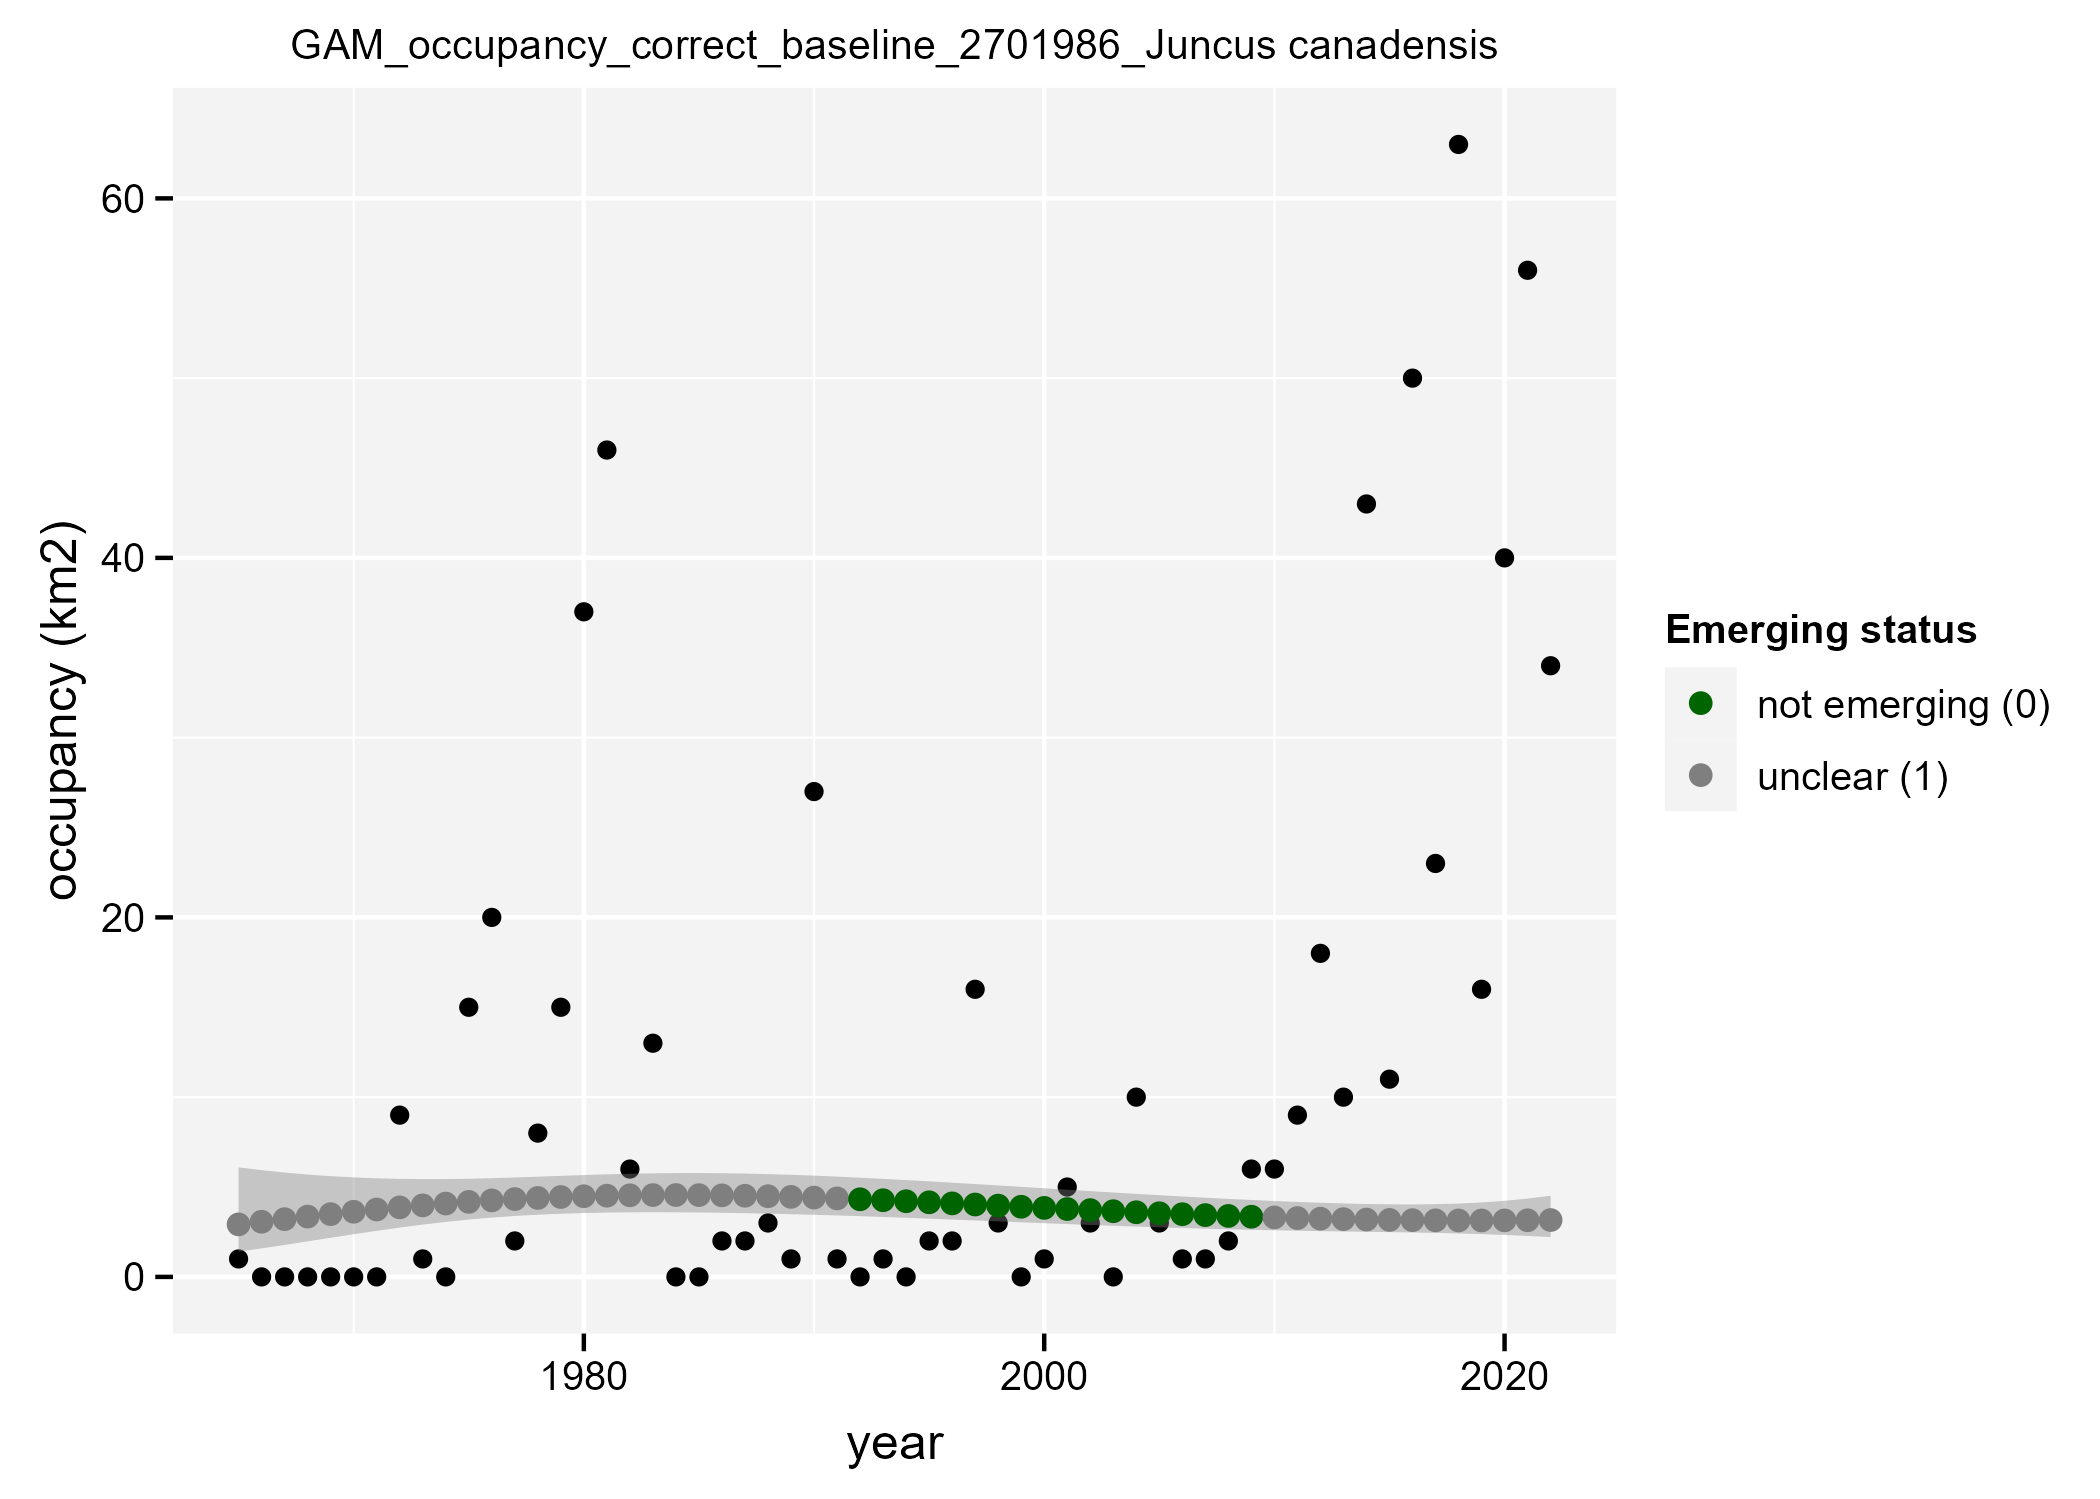 GAM_occupancy_correct_baseline_2701986_Juncus canadensis
60
40
20
0
occupancy (km2)
1980
2000
2020
year
Emerging status
not emerging (0)
unclear (1)